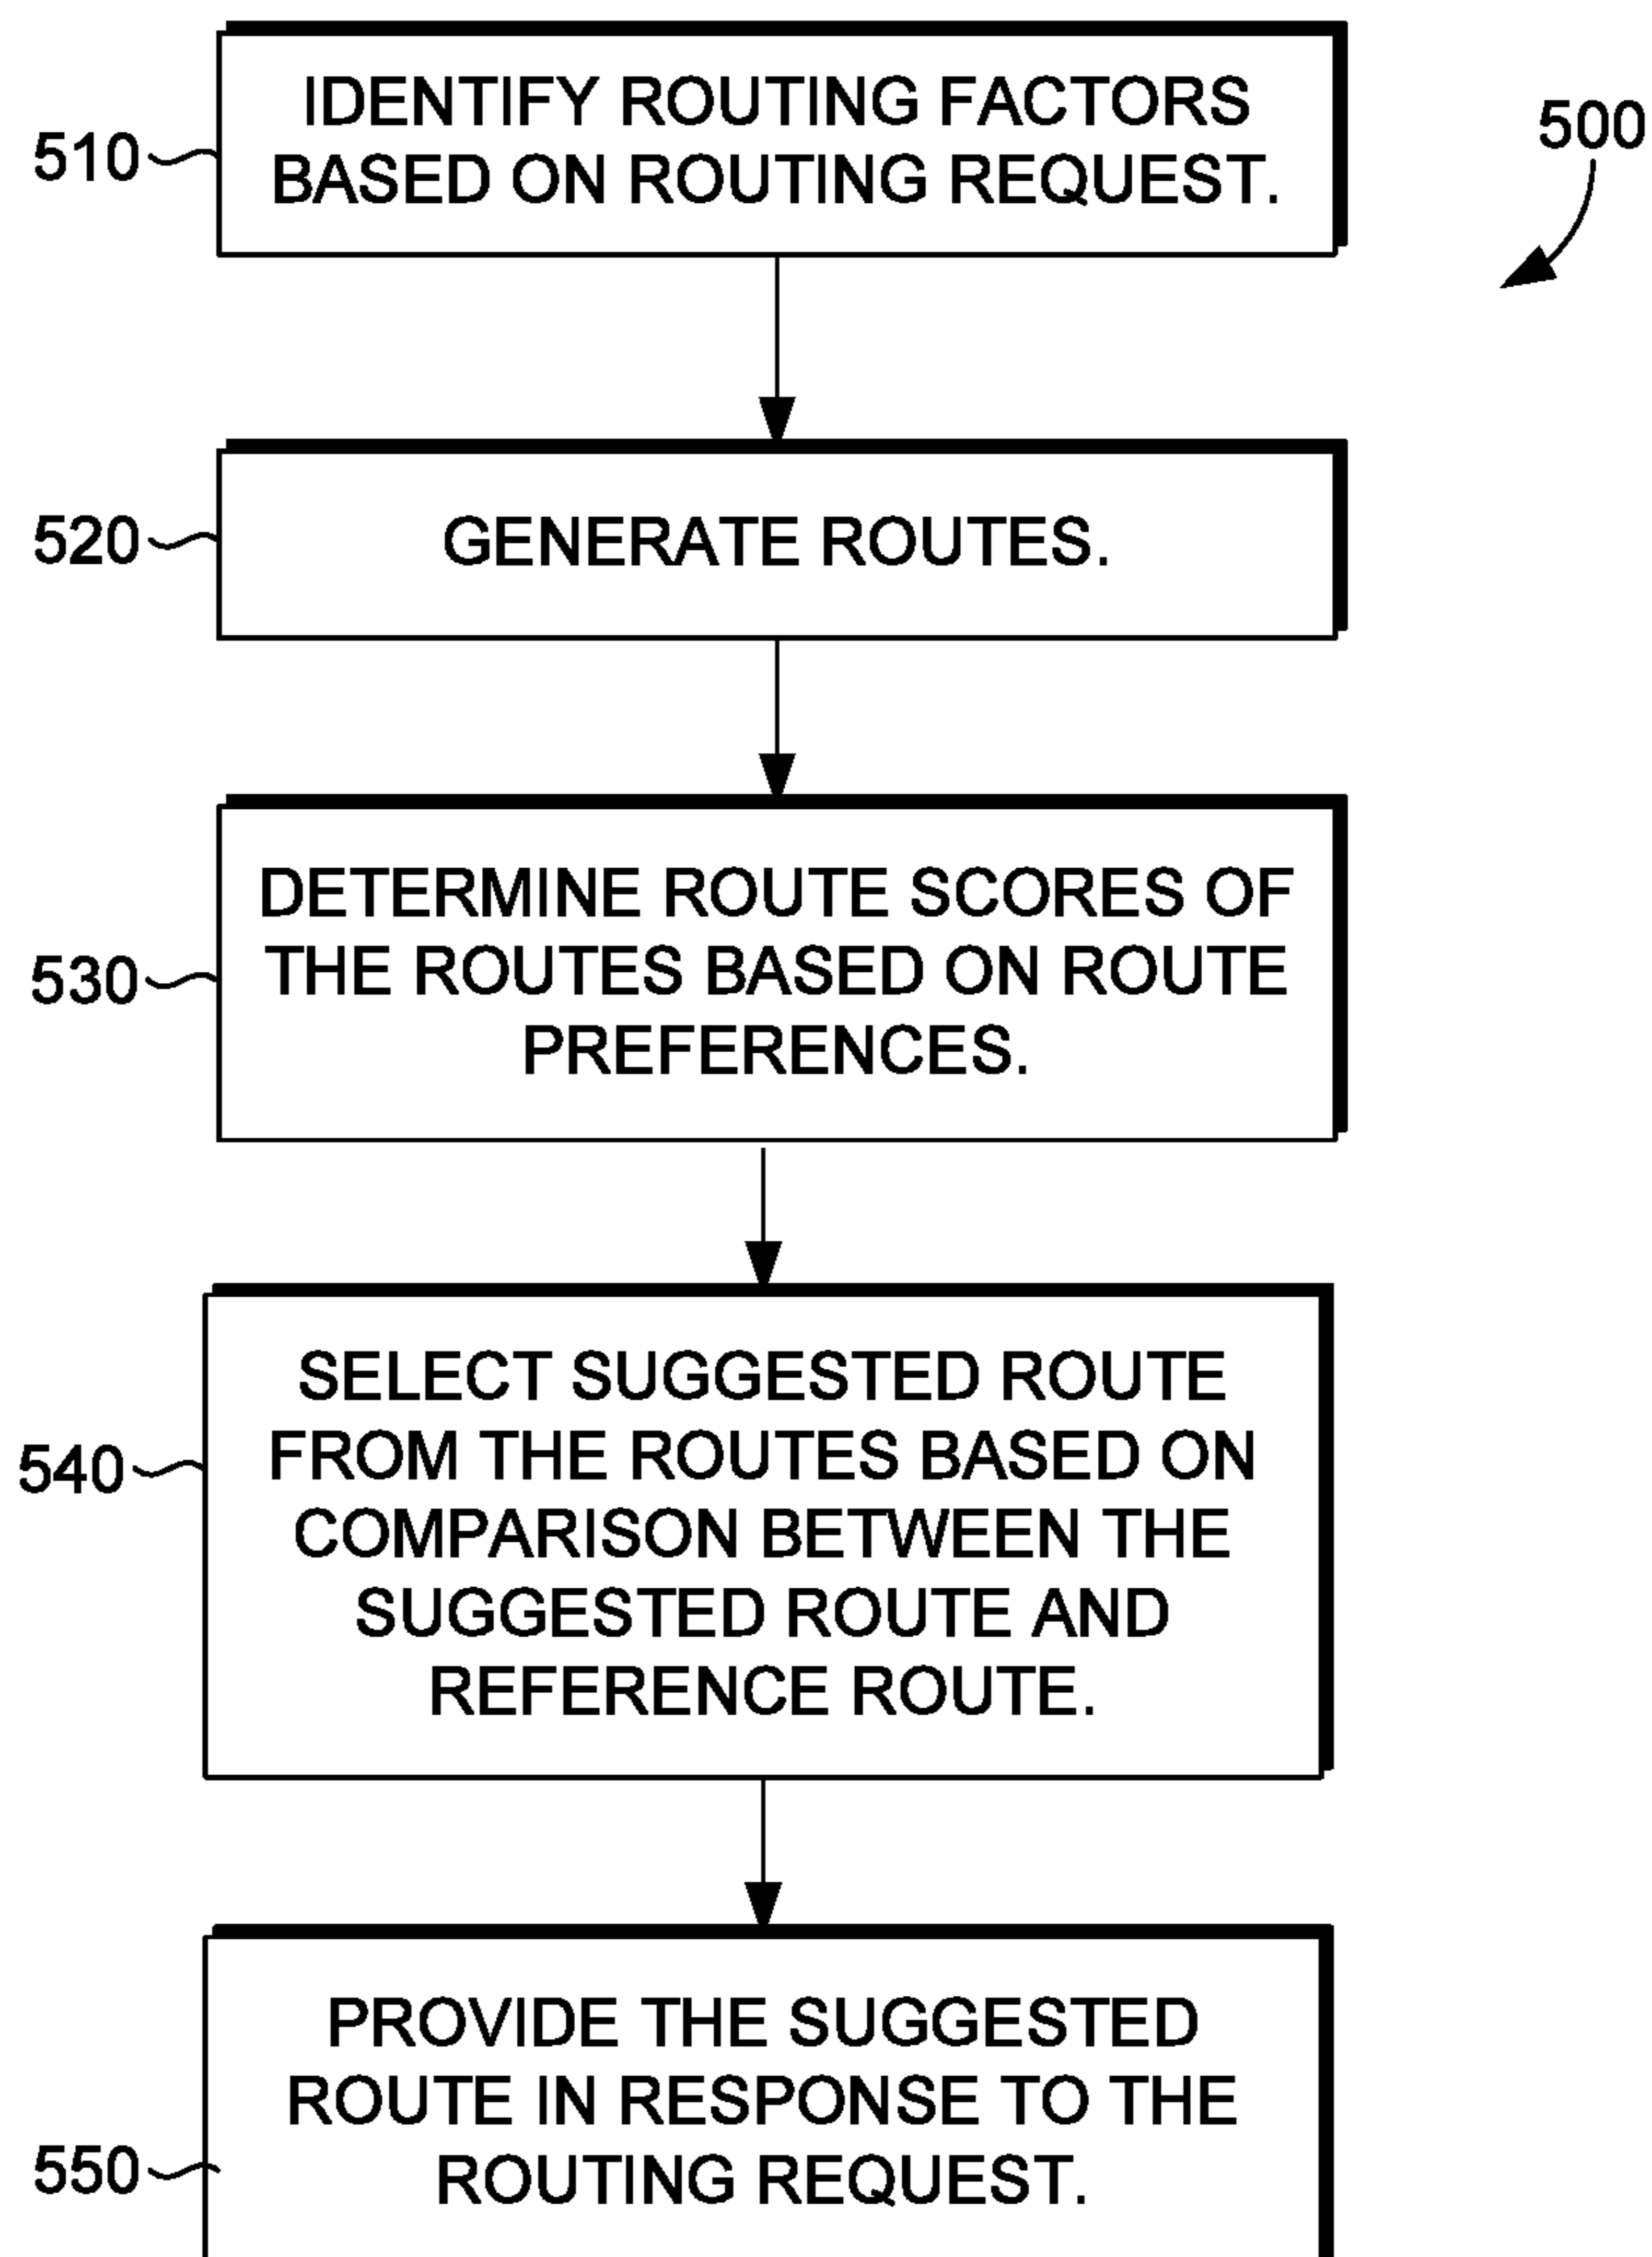 IDENTIFY ROUTING FACTORS
BASED ON ROUTING REQUEST.
510
500
GENERATE ROUTES.
520
DETERMINE ROUTE SCORES OF
THE ROUTES BASED ON ROUTE
PREFERENCES.
530
SELECT SUGGESTED ROUTE
FROM THE ROUTES BASED ON
COMPARISON BETWEEN THE
SUGGESTED ROUTE AND
REFERENCE ROUTE.
540
PROVIDE THE SUGGESTED
ROUTE IN RESPONSE TO THE
ROUTING REQUEST.
550